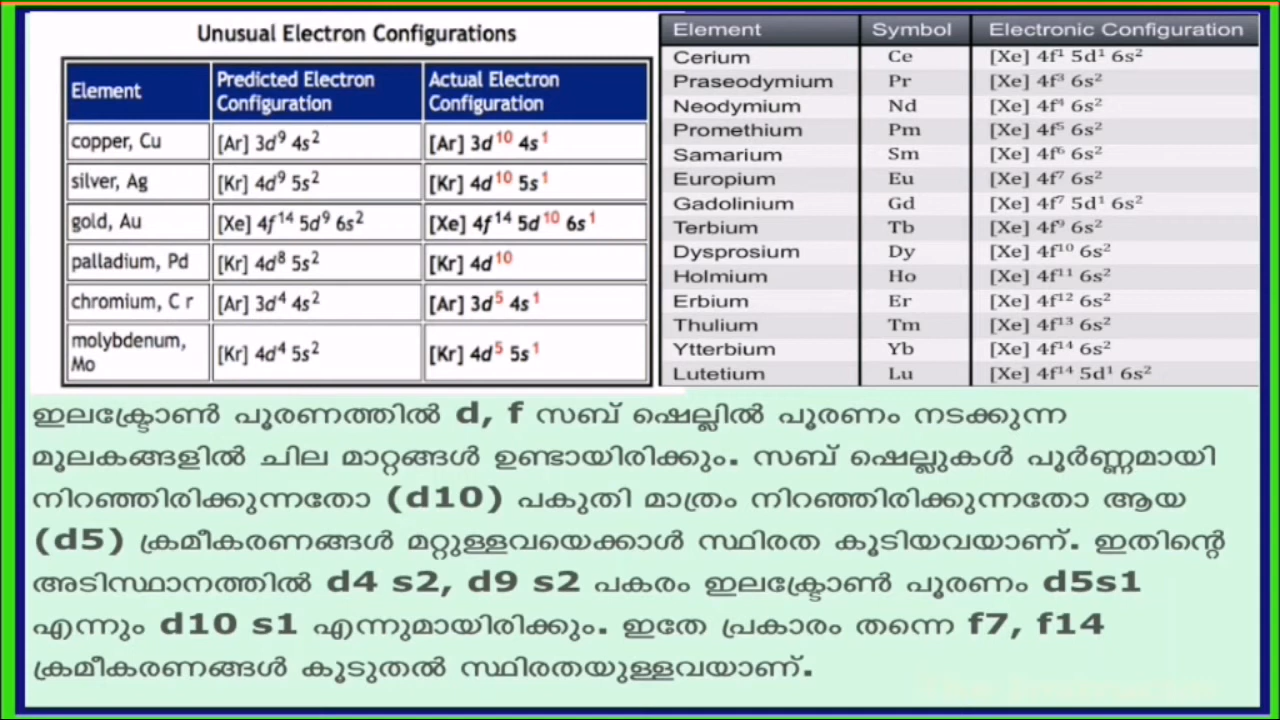 Unusual Electron Configurations
Element Predicted Electron Configuration Actual Electron Configuration
copper, Cu [Ar] 3d⁹ 4s² [Ar] 3d¹⁰ 4s¹
silver, Ag [Kr] 4d⁹ 5s² [Kr] 4d¹⁰ 5s¹
gold, Au [Xe] 4f¹⁴ 5d⁹ 6s² [Xe] 4f¹⁴ 5d¹⁰ 6s¹
palladium, Pd [Kr] 4d⁸ 5s² [Kr] 4d¹⁰
chromium, C r [Ar] 3d⁴ 4s² [Ar] 3d⁵ 4s¹
molybdenum, Mo [Kr] 4d⁴ 5s² [Kr] 4d⁵ 5s¹
Element Symbol Electronic Configuration
Cerium Ce [Xe] 4f¹ 5d¹ 6s²
Praseodymium Pr [Xe] 4f³ 6s²
Neodymium Nd [Xe] 4f⁴ 6s²
Promethium Pm [Xe] 4f⁵ 6s²
Samarium Sm [Xe] 4f⁶ 6s²
Europium Eu [Xe] 4f⁷ 6s²
Gadolinium Gd [Xe] 4f⁷ 5d¹ 6s²
Terbium Tb [Xe] 4f⁹ 6s²
Dysprosium Dy [Xe] 4f¹⁰ 6s²
Holmium Ho [Xe] 4f¹¹ 6s²
Erbium Er [Xe] 4f¹² 6s²
Thulium Tm [Xe] 4f¹³ 6s²
Ytterbium Yb [Xe] 4f¹⁴ 6s²
Lutetium Lu [Xe] 4f¹⁴ 5d¹ 6s²
ഇലക്ട്രോൺ പൂരണത്തിൽ d, f സബ് ഷെല്ലിൽ പൂരണം നടക്കുന്ന
മൂലകങ്ങളിൽ ചില മാറ്റങ്ങൾ ഉണ്ടായിരിക്കും. സബ് ഷെല്ലുകൾ പൂർണ്ണമായി
നിറഞ്ഞിരിക്കുന്നതോ (d10) പകുതി മാത്രം നിറഞ്ഞിരിക്കുന്നതോ ആയ
(d5) ക്രമീകരണങ്ങൾ മറ്റുള്ളവയെക്കാൾ സ്ഥിരത കൂടിയവയാണ്. ഇതിന്റെ
അടിസ്ഥാനത്തിൽ d4 s2, d9 s2 പകരം ഇലക്ട്രോൺ പൂരണം d5s1
എന്നും d10 s1 എന്നുമായിരിക്കും. ഇതേ പ്രകാരം തന്നെ f7, f14
ക്രമീകരണങ്ങൾ കൂടുതൽ സ്ഥിരതയുള്ളവയാണ്.